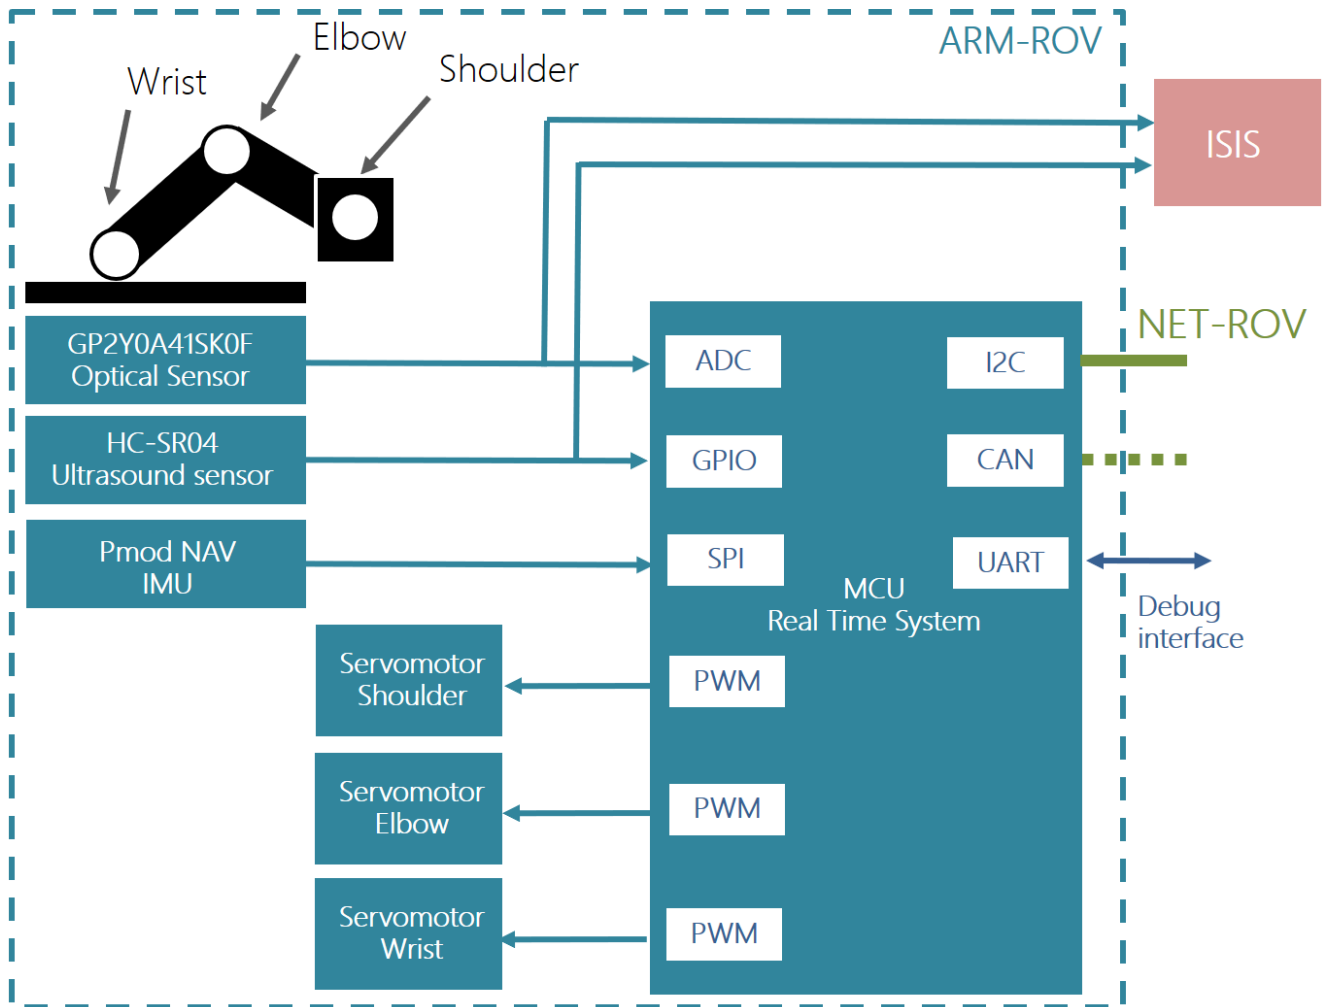 Elbow
ARM-ROV
Wrist
Shoulder
ISIS
NET-ROV
GP2Y0A41SK0F
Optical Sensor
ADC
I2C
HC-SR04
Ultrasound sensor
GPIO
CAN
Pmod NAV
IMU
SPI
UART
MCU
Real Time System
Debug
interface
Servomotor
Shoulder
PWM
Servomotor
Elbow
PWM
Servomotor
Wrist
PWM